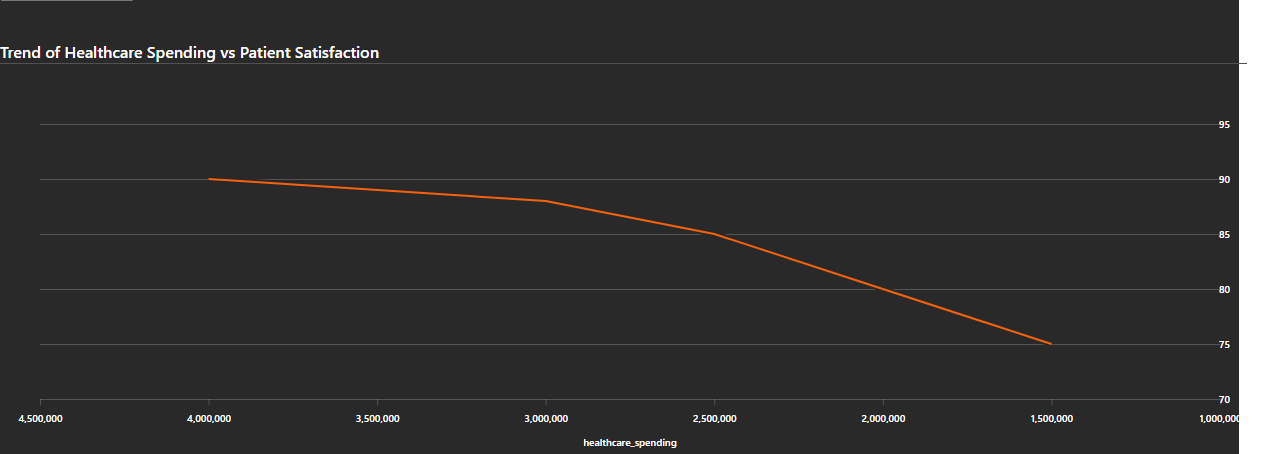 Trend of Healthcare Spending vs Patient Satisfaction
95
90
85
80
75
70
4,500,000 4,000,000 3,500,000 3,000,000 2,500,000 2,000,000 1,500,000 1,000,000
healthcare_spending